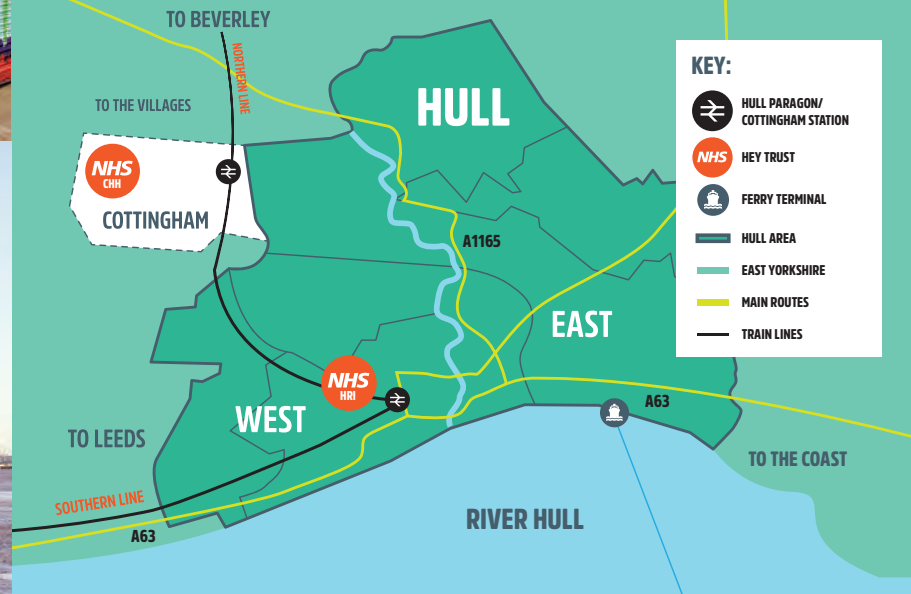 TO BEVERLEY
NORTHERN LINE
TO THE VILLAGES
HULL
NHS
CHH
COTTINGHAM
A1165
EAST
NHS
HRI
WEST
A63
TO LEEDS
TO THE COAST
SOUTHERN LINE
A63
RIVER HULL
KEY:
HULL PARAGON/
COTTINGHAM STATION
NHS
HEY TRUST
FERRY TERMINAL
HULL AREA
EAST YORKSHIRE
MAIN ROUTES
TRAIN LINES